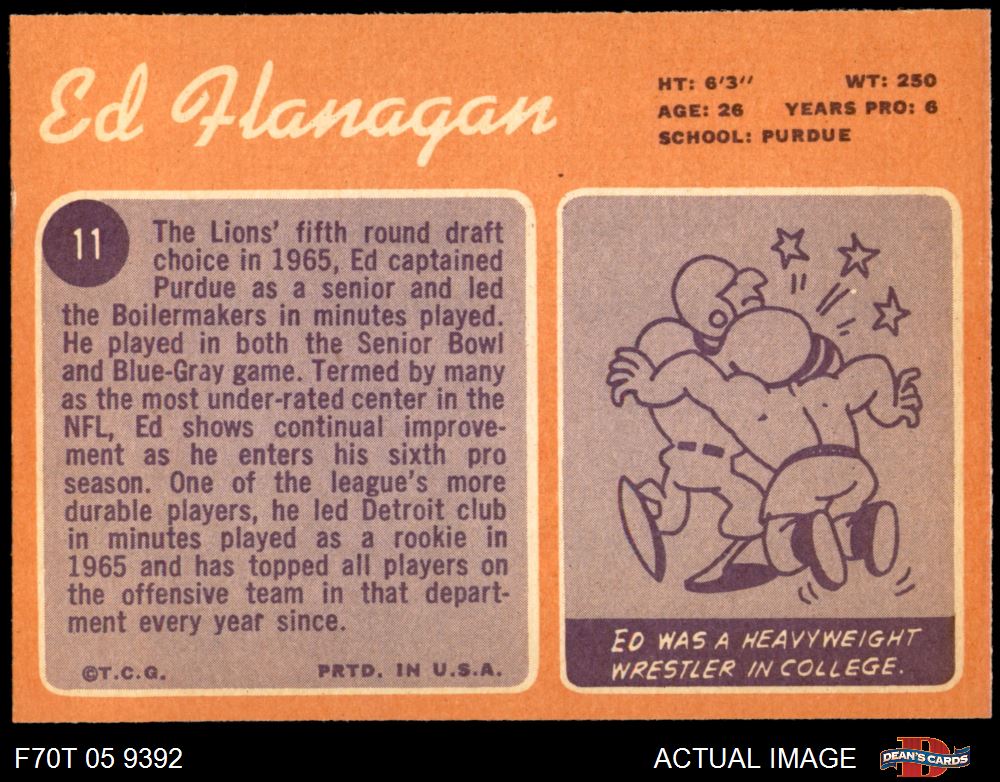 Ed Flanagan
HT: 6'3" WT: 250
AGE: 26 YEARS PRO: 6
SCHOOL: PURDUE
11
The Lions' fifth round draft
choice in 1965, Ed captained
Purdue as a senior and led
the Boilermakers in minutes played.
He played in both the Senior Bowl
and Blue-Gray game. Termed by many
as the most under-rated center in the
NFL, Ed shows continual improve-
ment as he enters his sixth pro
season. One of the league's more
durable players, he led Detroit club
in minutes played as a rookie in
1965 and has topped all players on
the offensive team in that depart-
ment every year since.
©T.C.G. PRTD. IN U.S.A.
ED WAS A HEAVYWEIGHT
WRESTLER IN COLLEGE.
F70T 05 9392
ACTUAL IMAGE
DEAN'S CARDS